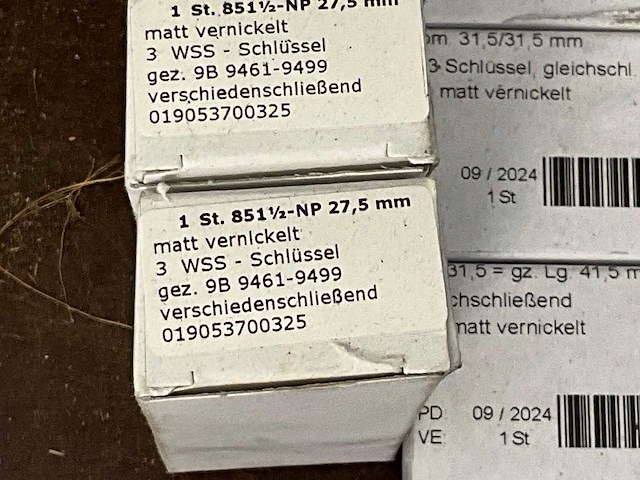 1 St. 851½-NP 27,5 mm
matt vernickelt
3 WSS - Schlüssel
gez. 9B 9461-9499
verschiedenschließend
019053700325
1 St. 851½-NP 27,5 mm
matt vernickelt
3 WSS - Schlüssel
gez. 9B 9461-9499
verschiedenschließend
019053700325
31,5/31,5 mm
3 Schlüssel, gleichschl.
matt vernickelt
09 / 2024
1 St
31,5 = gz. Lg. 41,5 m
chschließend
matt vernickelt
PD 09 / 2024
VE: 1 St